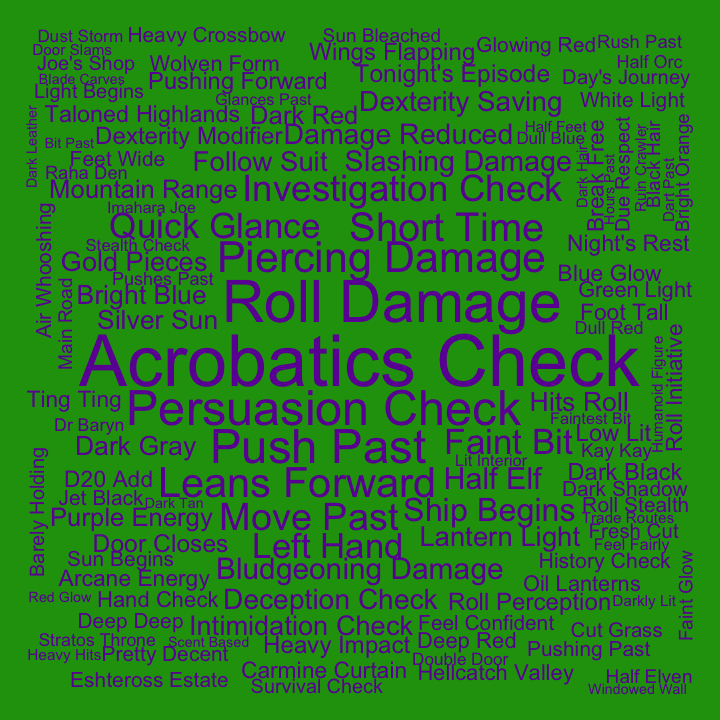 Dust Storm
Heavy Crossbow
Sun Bleached
Wings Flapping
Glowing Red
Rush Past
Door Slams
Joe's Shop
Wolven Form
Half Orc
Blade Carves
Pushing Forward
Tonight's Episode
Day's Journey
Light Begins
Glances Past
Dexterity Saving
White Light
Taloned Highlands
Dark Red
Dark Leather
Bit Past
Dexterity Modifier
Damage Reduced
Half Feet
Dull Blue
Feet Wide
Follow Suit
Slashing Damage
Dark Hair
Break Free
Hours Past
Due Respect
Ruin Crawler
Black Hair
Dart Past
Bright Orange
Raha Den
Mountain Range
Investigation Check
Imahara Joe
Quick Glance
Short Time
Night's Rest
Stealth Check
Air Whooshing
Main Road
Gold Pieces
Piercing Damage
Blue Glow
Pushes Past
Green Light
Bright Blue
Roll Damage
Foot Tall
Silver Sun
Dull Red
Acrobatics Check
Humanoid Figure
Roll Initiative
Ting Ting
Persuasion Check
Hits Roll
Faintest Bit
Dr Baryn
Low Lit
Dark Gray
Push Past
Faint Bit
Kay Kay
Lit Interior
Barely Holding
D20 Add
Leans Forward
Half Elf
Dark Black
Jet Black
Dark Tan
Dark Shadow
Purple Energy
Move Past
Ship Begins
Roll Stealth
Trade Routes
Door Closes
Left Hand
Lantern Light
Fresh Cut
Feel Fairly
Sun Begins
Bludgeoning Damage
History Check
Arcane Energy
Oil Lanterns
Faint Glow
Red Glow
Hand Check
Deception Check
Roll Perception
Darkly Lit
Deep Deep
Intimidation Check
Feel Confident
Cut Grass
Stratos Throne
Scent Based
Heavy Impact
Deep Red
Pushing Past
Heavy Hits
Pretty Decent
Double Door
Carmine Curtain
Hellcatch Valley
Half Elven
Eshteross Estate
Survival Check
Windowed Wall